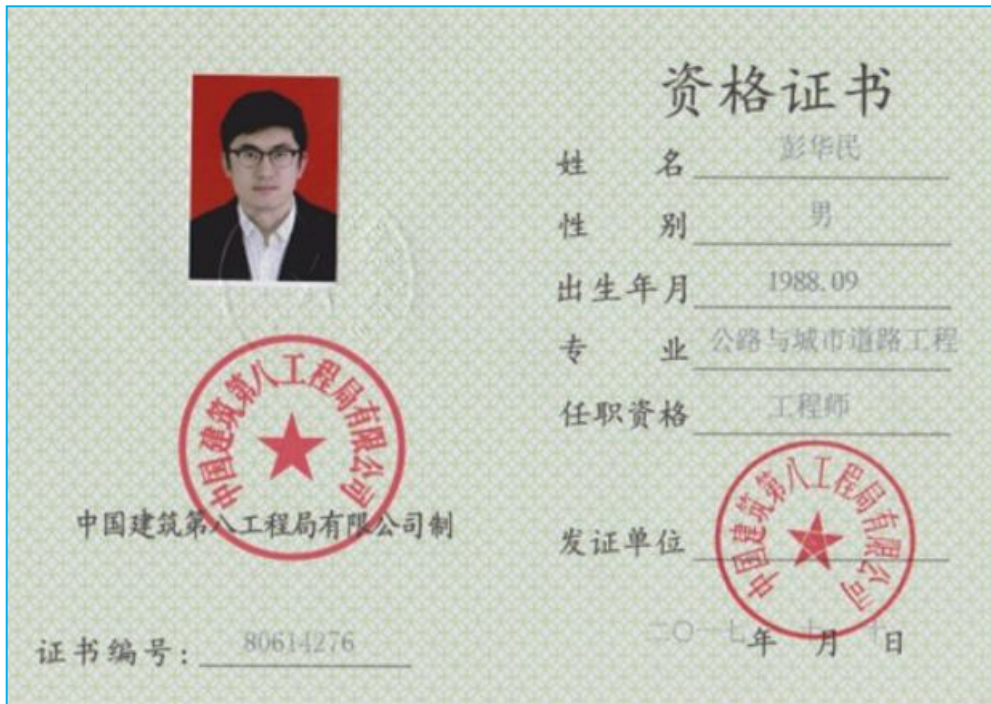 资格证书
姓 名 彭华民
性 别 男
出生年月 1988.09
专 业 公路与城市道路工程
任职资格 工程师
中国建筑第八工程局有限公司
中国建筑第八工程局有限公司制
发证单位
中国建筑第八工程局有限公司
证书编号: 80614276
二〇一七年十月十日